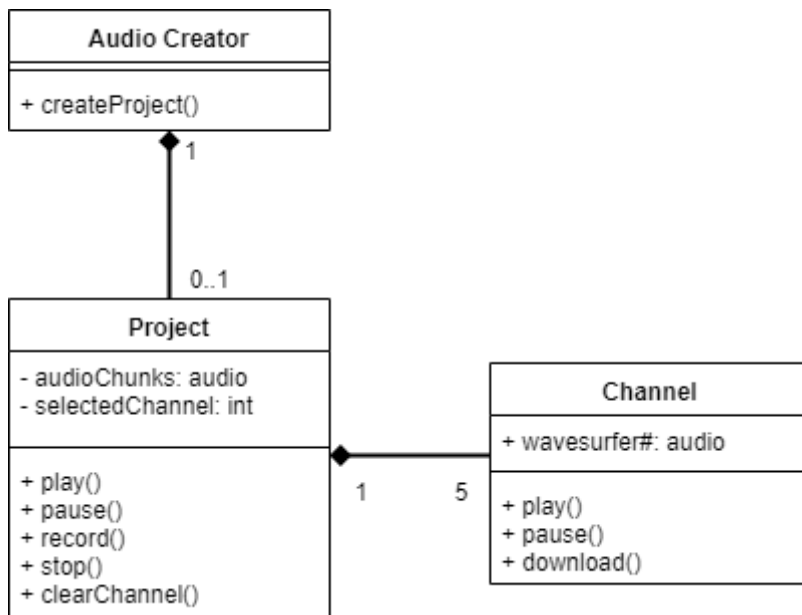 Audio Creator
+ createProject()
1
0..1
Project
- audioChunks: audio
- selectedChannel: int
+ play()
+ pause()
+ record()
+ stop()
+ clearChannel()
1
5
Channel
+ wavesurfer#: audio
+ play()
+ pause()
+ download()